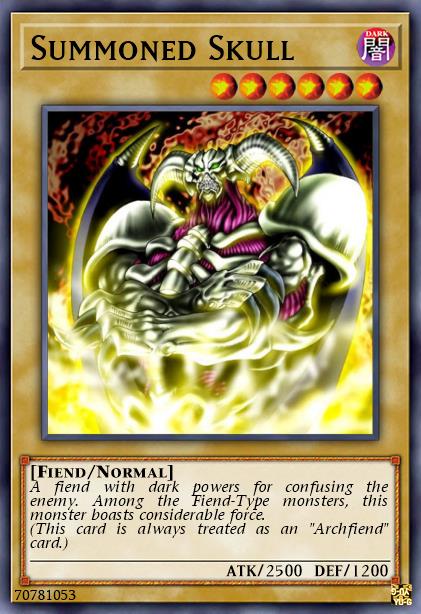 SUMMONED SKULL
DARK
闇
[FIEND/NORMAL]
A fiend with dark powers for confusing the
enemy. Among the Fiend-Type monsters, this
monster boasts considerable force.
(This card is always treated as an "Archfiend"
card.)
ATK/2500 DEF/1200
70781053